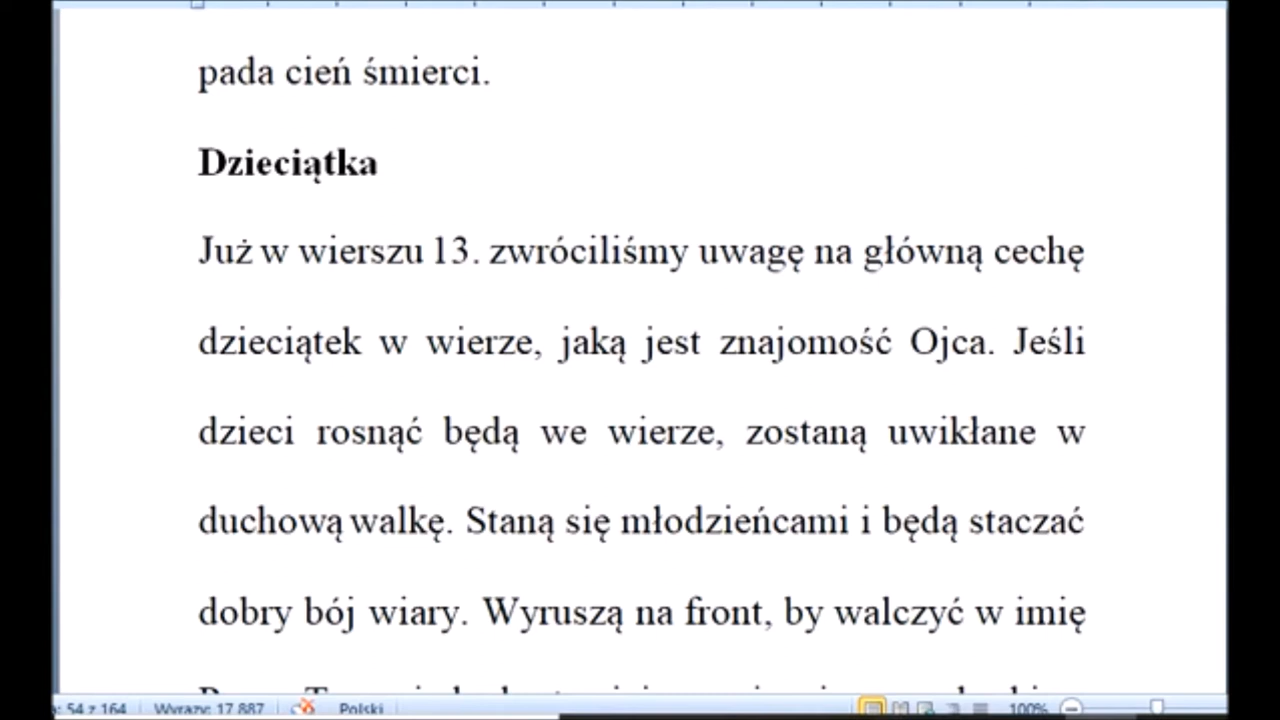 pada cień śmierci.
Dzieciątka
Już w wierszu 13. zwróciliśmy uwagę na główną cechę
dzieciątek w wierze, jaką jest znajomość Ojca. Jeśli
dzieci rosnąć będą we wierze, zostaną uwikłane w
duchową walkę. Staną się młodzieńcami i będą staczać
dobry bój wiary. Wyruszą na front, by walczyć w imię
: 54 z 164 Wyrazy: 17 887 Polski 100%